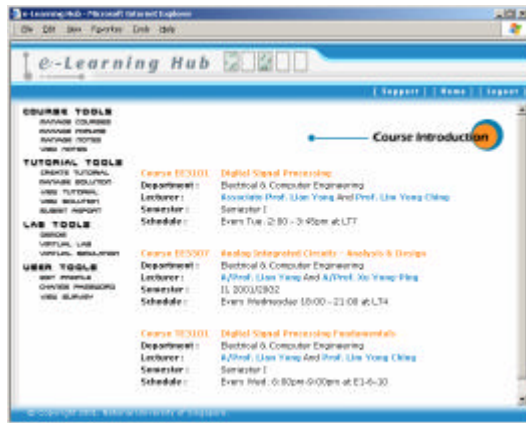 e-Learning Hub - Microsoft Internet Explorer
File Edit View Favorites Tools Help
e-Learning Hub
[ Support ] [ Home ] [ Logout ]
Course Introduction
COURSE TOOLS
MANAGE COURSES
MANAGE FORUMS
MANAGE NOTES
VIEW NOTES
TUTORIAL TOOLS
CREATE TUTORIAL
MANAGE SOLUTION
VIEW TUTORIAL
VIEW SOLUTION
SUBMIT REPORT
LAB TOOLS
VIRTUAL LAB
VIRTUAL SIMULATION
USER TOOLS
EDIT PROFILE
CHANGE PASSWORD
VIEW SURVEY
Course EE3101 Digital Signal Processing
Department : Electrical & Computer Engineering
Lecturer : Associate Prof. Lian Yong And Prof. Lim Yong Ching
Semester : Semester I
Schedule : Every Tue. 2:00 - 3:45pm at LT7
Course EE5507 Analog Integrated Circuits - Analysis & Design
Department : Electrical & Computer Engineering
Lecturer : A/Prof. Lian Yong And A/Prof. Xu Yong-Ping
Semester : II, 2001/2002
Schedule : Every Wednesday 18:00 - 21:00 at LT4
Course TE3101 Digital Signal Processing Fundamentals
Department : Electrical & Computer Engineering
Lecturer : A/Prof. Lian Yong And Prof. Lim Yong Ching
Semester : Semester I
Schedule : Every Wed. 6:00pm-9:00pm at E1-6-10
© Copyright 2001, National University of Singapore.